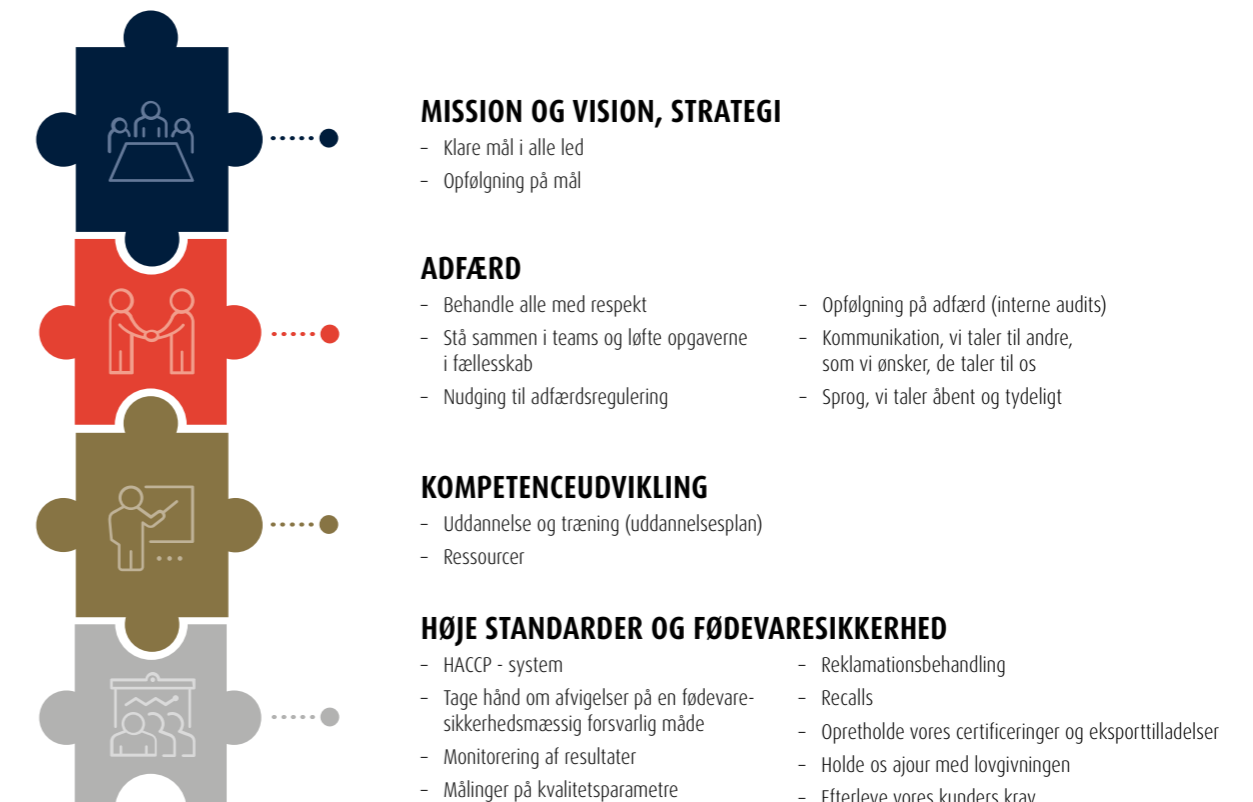 MISSION OG VISION, STRATEGI
– Klare mål i alle led
– Opfølgning på mål
ADFÆRD
– Behandle alle med respekt
– Stå sammen i teams og løfte opgaverne
i fællesskab
– Nudging til adfærdsregulering
– Opfølgning på adfærd (interne audits)
– Kommunikation, vi taler til andre,
som vi ønsker, de taler til os
– Sprog, vi taler åbent og tydeligt
KOMPETENCEUDVIKLING
– Uddannelse og træning (uddannelsesplan)
– Ressourcer
HØJE STANDARDER OG FØDEVARESIKKERHED
– HACCP - system
– Tage hånd om afvigelser på en fødevare-
sikkerhedsmæssig forsvarlig måde
– Monitorering af resultater
– Målinger på kvalitetsparametre
– Reklamationsbehandling
– Recalls
– Opretholde vores certificeringer og eksporttilladelser
– Holde os ajour med lovgivningen
– Efterleve vores kunders krav